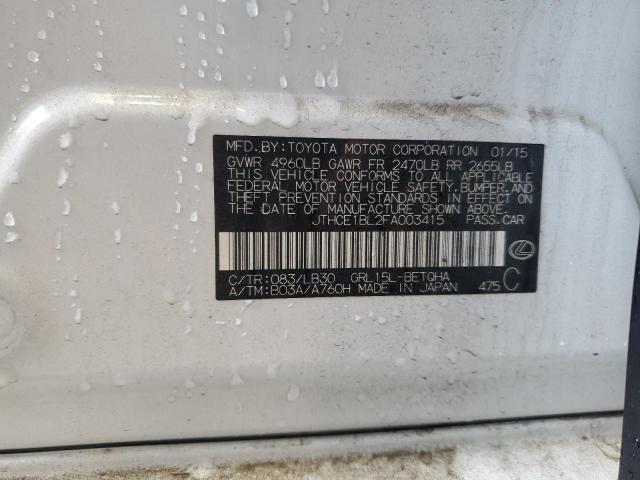 MFD.BY:TOYOTA MOTOR CORPORATION 01/15
GVWR 4960LB GAWR FR 2470LB RR 2655LB
THIS VEHICLE CONFORMS TO ALL APPLICABLE
FEDERAL MOTOR VEHICLE SAFETY,BUMPER,AND
THEFT PREVENTION STANDARDS IN EFFECT ON
THE DATE OF MANUFACTURE SHOWN ABOVE.
JTHCE1BL2FA003415 PASS.CAR
C/TR:083/LB30 GRL15L-BETQHA
A/TM:B03A/A760H MADE IN JAPAN 475 C